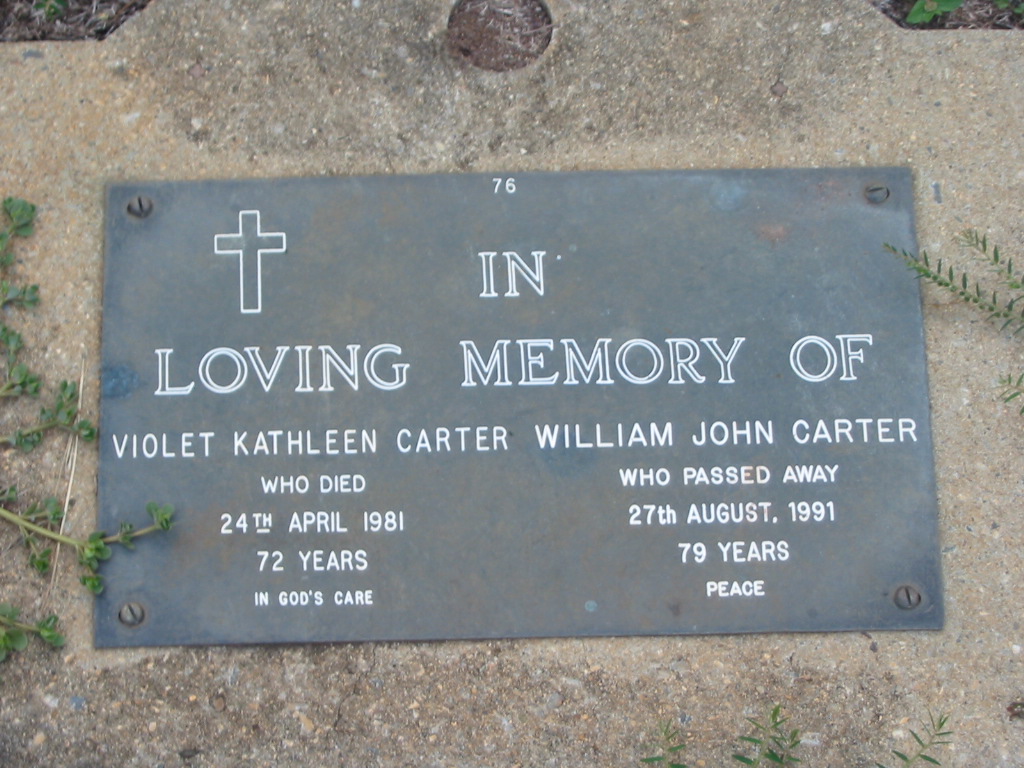 76
IN
LOVING MEMORY OF
VIOLET KATHLEEN CARTER
WHO DIED
24TH APRIL 1981
72 YEARS
IN GOD'S CARE
WILLIAM JOHN CARTER
WHO PASSED AWAY
27th AUGUST, 1991
79 YEARS
PEACE